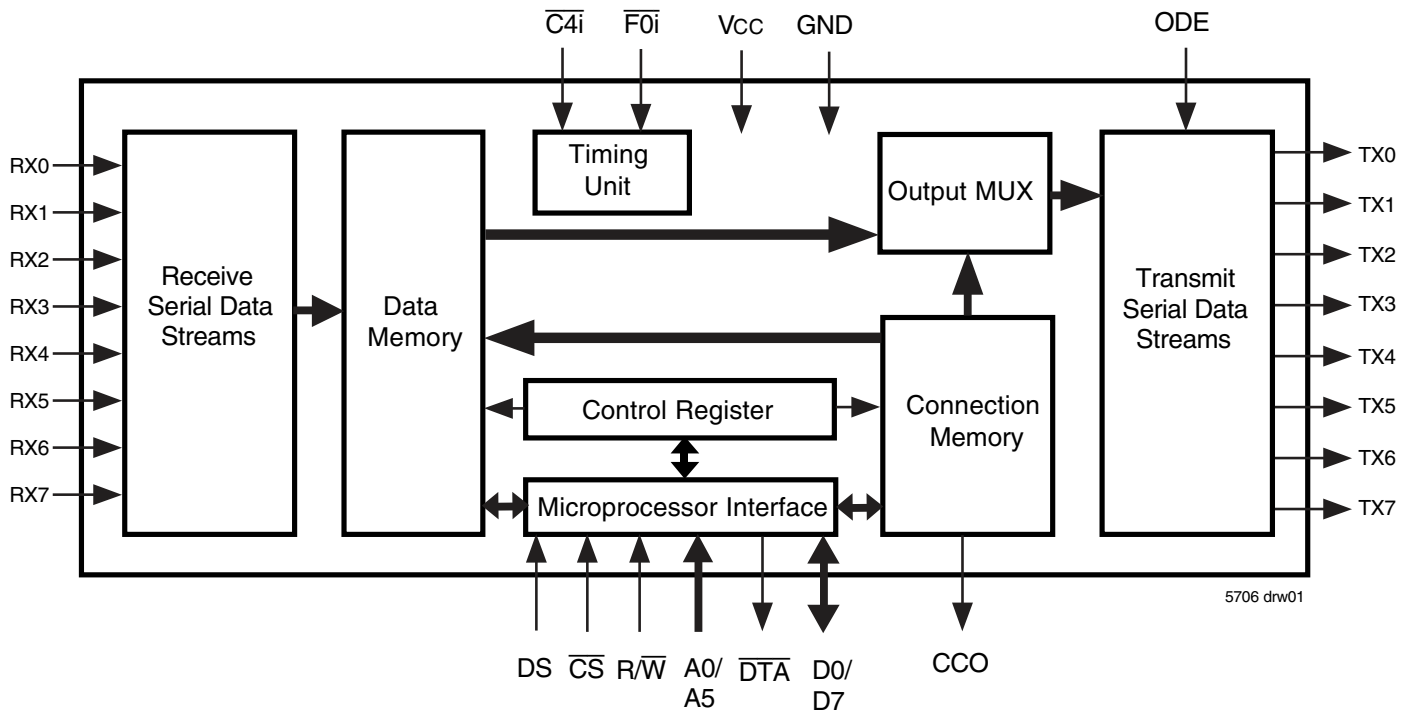 C4i F0i VCC GND ODE
RX0
RX1
RX2
RX3
RX4
RX5
RX6
RX7
Receive
Serial Data
Streams
Data
Memory
Timing
Unit
Output MUX
Control Register
Microprocessor Interface
Connection
Memory
Transmit
Serial Data
Streams
TX0
TX1
TX2
TX3
TX4
TX5
TX6
TX7
5706 drw01
DS CS R/W A0/
A5 DTA D0/
D7 CCO